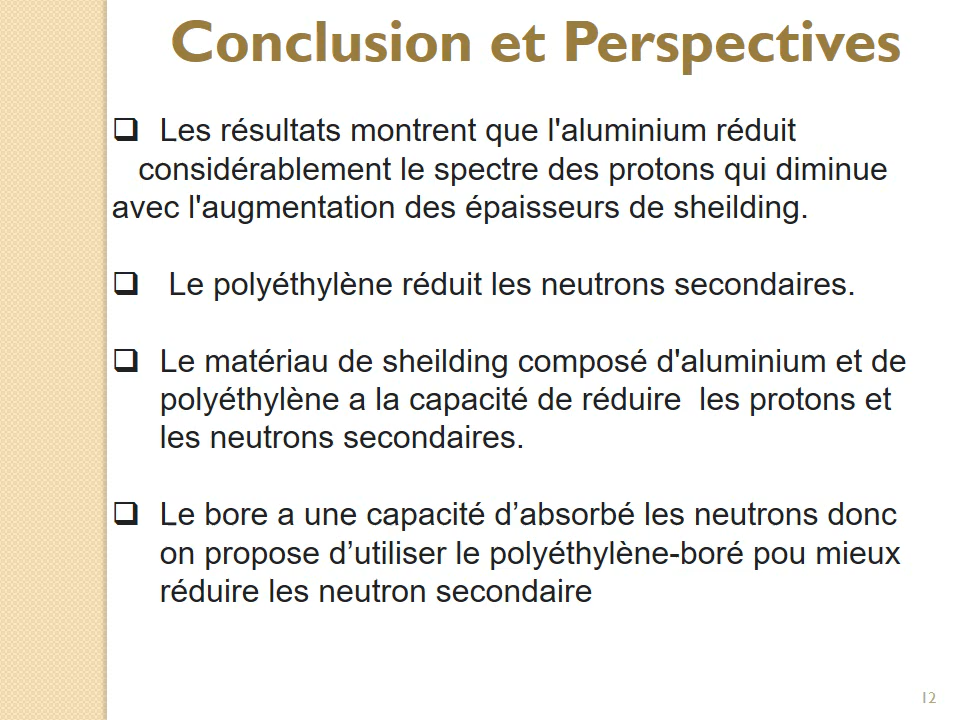 Conclusion et Perspectives
❑ Les résultats montrent que l'aluminium réduit
considérablement le spectre des protons qui diminue
avec l'augmentation des épaisseurs de sheilding.
❑ Le polyéthylène réduit les neutrons secondaires.
❑ Le matériau de sheilding composé d'aluminium et de
polyéthylène a la capacité de réduire les protons et
les neutrons secondaires.
❑ Le bore a une capacité d’absorbé les neutrons donc
on propose d’utiliser le polyéthylène-boré pou mieux
réduire les neutron secondaire
12